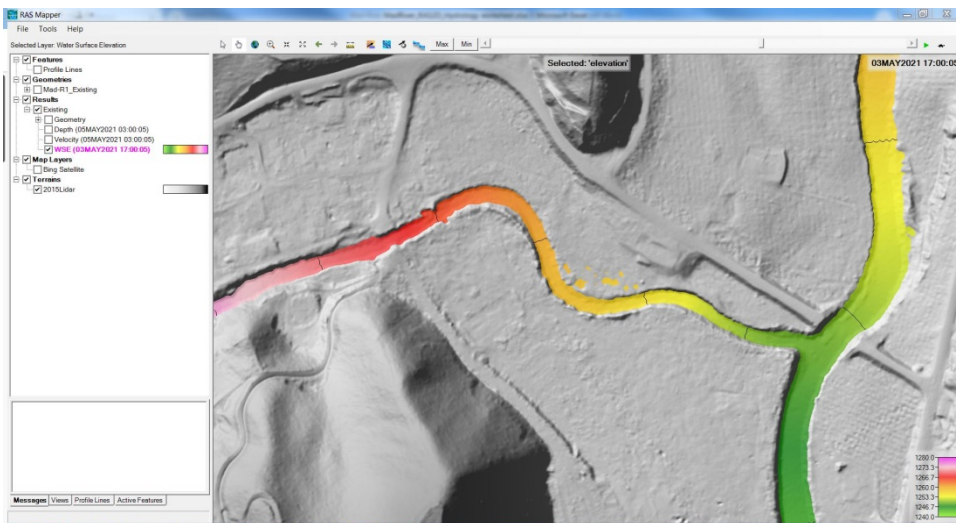 RAS Mapper
File Tools Help
Selected Layer: Water Surface Elevation
Max Min
Features
Profile Lines
Geometries
Mad-R1_Existing
Results
Existing
Geometry
Depth (05MAY2021 03:00:05)
Velocity (05MAY2021 03:00:05)
WSE (03MAY2021 17:00:05)
Map Layers
Bing Satellite
Terrains
2015Lidar
Selected: 'elevation'
03MAY2021 17:00:05
1280.0
1273.3
1266.7
1260.0
1253.3
1246.7
1240.0
Messages Views Profile Lines Active Features